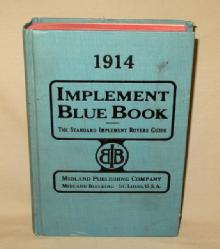 1914
IMPLEMENT
BLUE BOOK
THE STANDARD IMPLEMENT BUYERS GUIDE
IBB
MIDLAND PUBLISHING COMPANY
MIDLAND BUILDING ST. LOUIS, U.S.A.